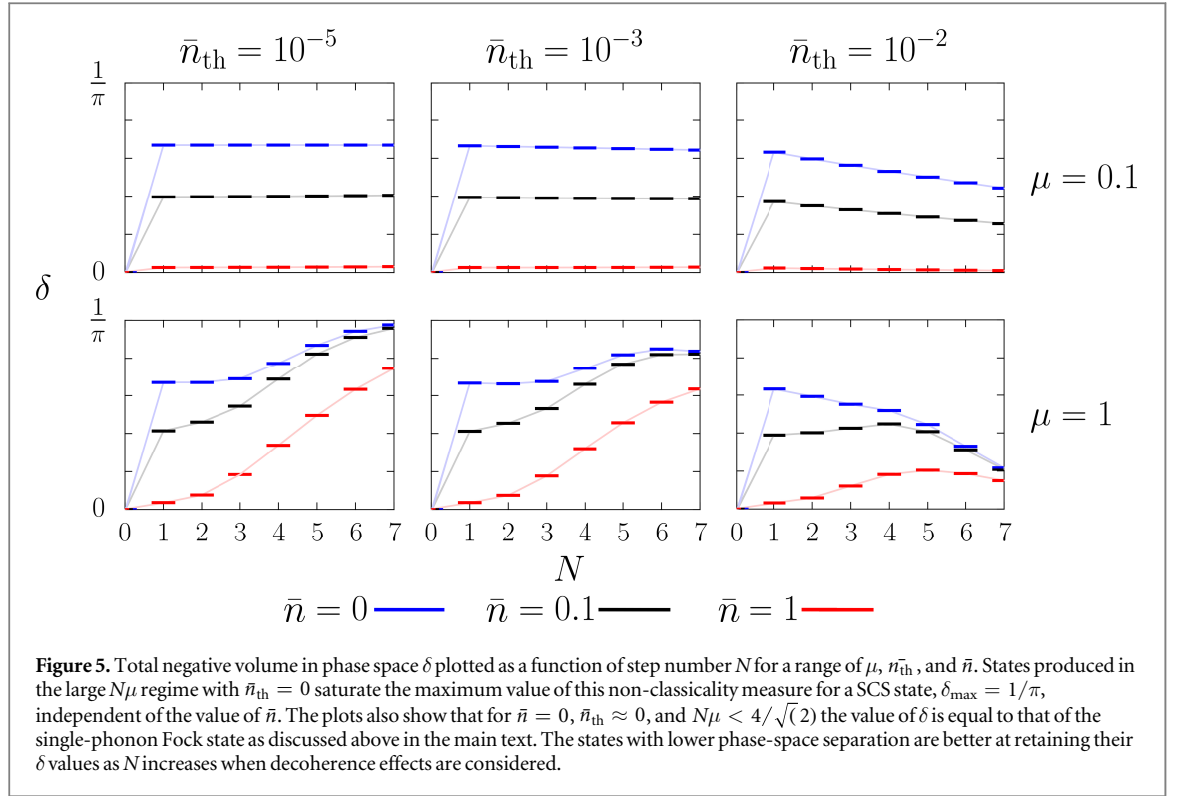 n̄th = 10⁻⁵ n̄th = 10⁻³ n̄th = 10⁻²
1/π
0
μ = 0.1
δ
1/π
0
μ = 1
0 1 2 3 4 5 6 7 0 1 2 3 4 5 6 7 0 1 2 3 4 5 6 7
N
n̄ = 0 n̄ = 0.1 n̄ = 1
Figure 5. Total negative volume in phase space δ plotted as a function of step number N for a range of μ, n̄th, and n̄. States produced in
the large Nμ regime with n̄th = 0 saturate the maximum value of this non-classicality measure for a SCS state, δmax = 1/π,
independent of the value of n̄. The plots also show that for n̄ = 0, n̄th ≈ 0, and Nμ < 4/√(2) the value of δ is equal to that of the
single-phonon Fock state as discussed above in the main text. The states with lower phase-space separation are better at retaining their
δ values as N increases when decoherence effects are considered.